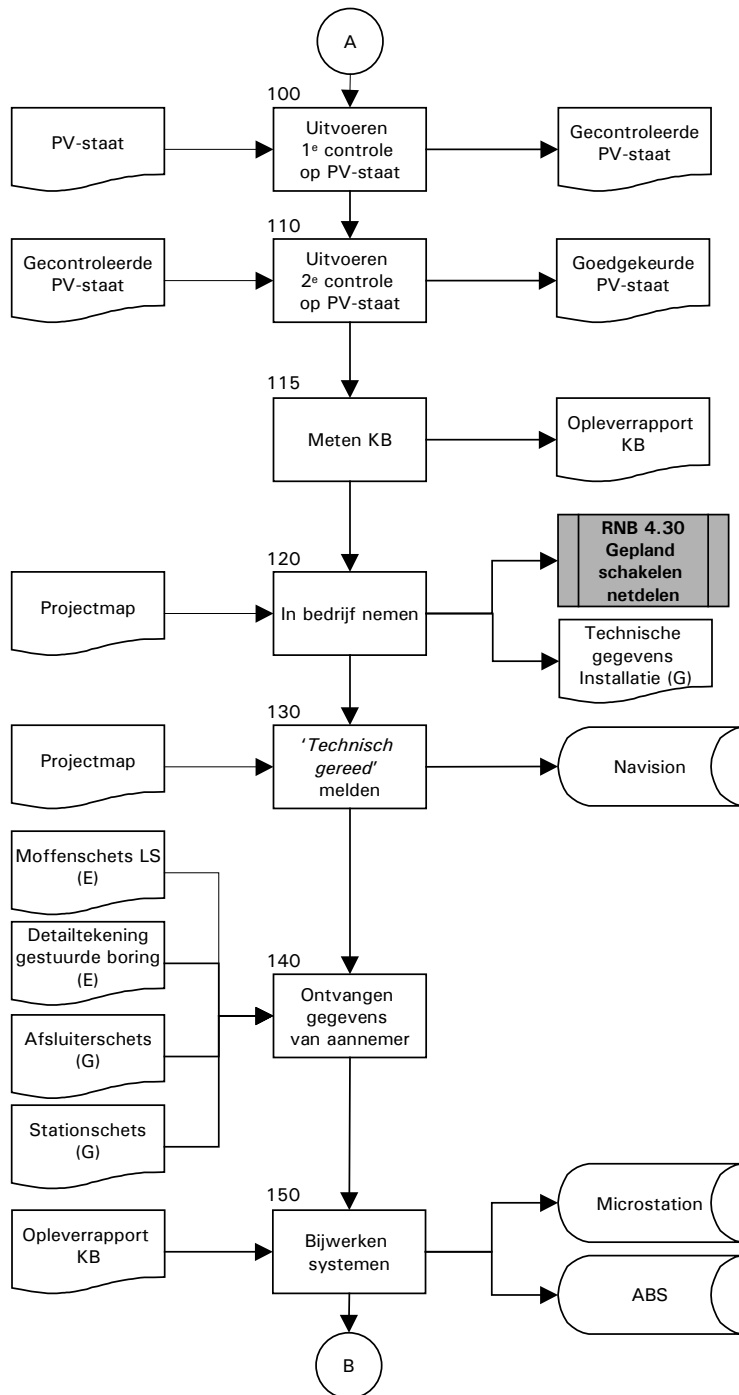 A
100
PV-staat
Uitvoeren
1e controle
op PV-staat
Gecontroleerde
PV-staat
110
Gecontroleerde
PV-staat
Uitvoeren
2e controle
op PV-staat
Goedgekeurde
PV-staat
115
Meten KB
Opleverrapport
KB
120
Projectmap
In bedrijf nemen
RNB 4.30
Gepland
schakelen
netdelen
Technische
gegevens
Installatie (G)
130
Projectmap
‘Technisch
gereed’
melden
Navision
Moffenschets LS
(E)
Detailtekening
gestuurde boring
(E)
Afsluiterschets
(G)
Stationschets
(G)
140
Ontvangen
gegevens
van aannemer
150
Opleverrapport
KB
Bijwerken
systemen
Microstation
ABS
B